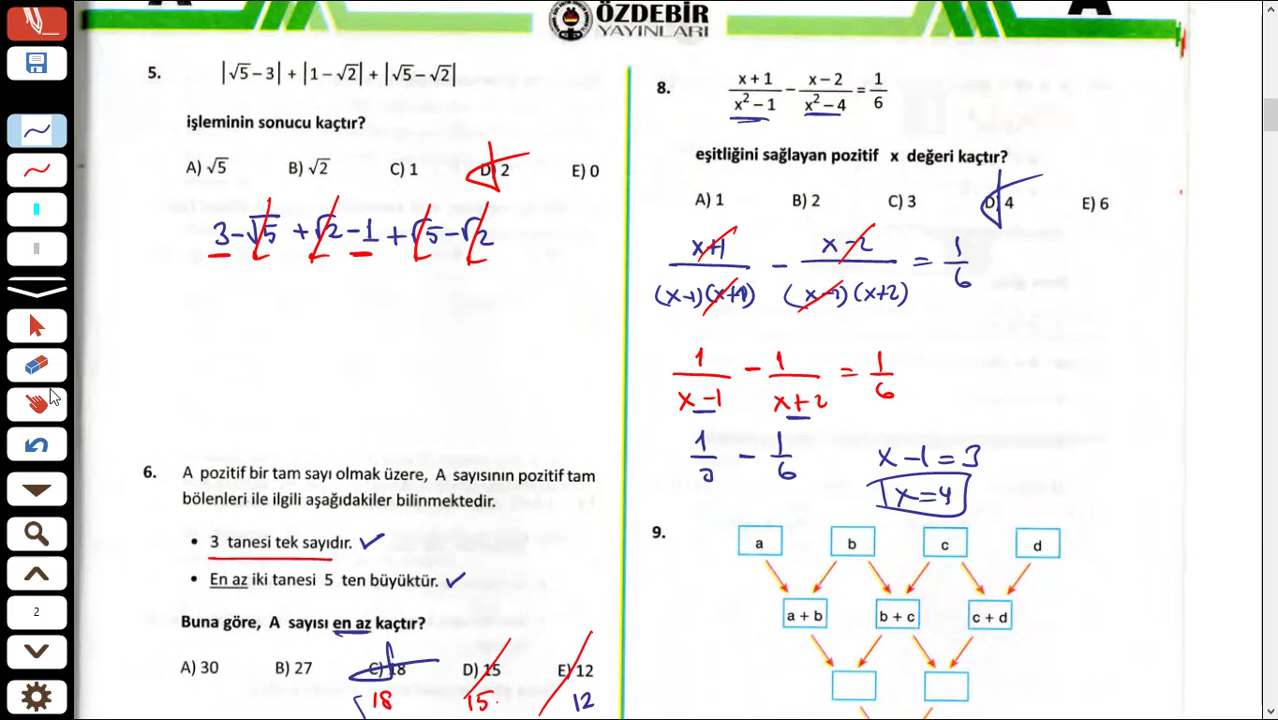 A
ÖZDEBİR
YAYINLARI
A
5. |√5 − 3| + |1 − √2| + |√5 − √2|
işleminin sonucu kaçtır?
A) √5 B) √2 C) 1 D) 2 E) 0
3 − √5 + √2 − 1 + √5 − √2
6. A pozitif bir tam sayı olmak üzere, A sayısının pozitif tam
bölenleri ile ilgili aşağıdakiler bilinmektedir.
• 3 tanesi tek sayıdır. ✓
• En az iki tanesi 5 ten büyüktür. ✓
Buna göre, A sayısı en az kaçtır?
A) 30 B) 27 C) 18 D) 15 E) 12
18 15 12
8. (x + 1)/(x² − 1) − (x − 2)/(x² − 4) = 1/6
eşitliğini sağlayan pozitif x değeri kaçtır?
A) 1 B) 2 C) 3 D) 4 E) 6
(x+1)/((x−1)(x+1)) − (x−2)/((x−2)(x+2)) = 1/6
1/(x−1) − 1/(x+2) = 1/6
1/3 − 1/6
x − 1 = 3
x = 4
9.
a b c d
a + b b + c c + d
2